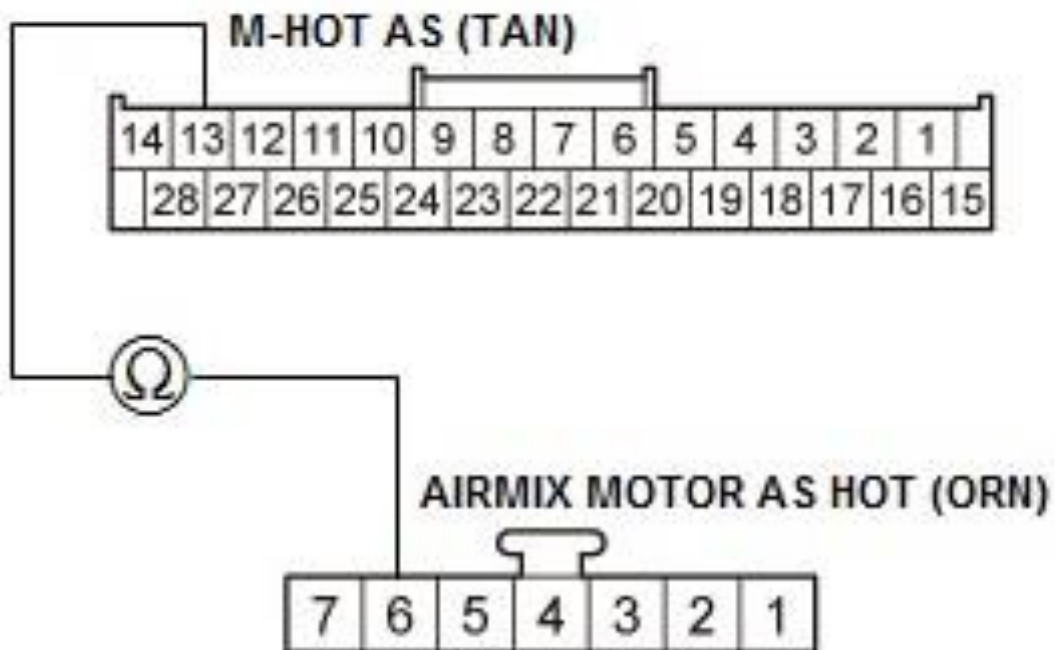 M-HOT AS (TAN)
14 13 12 11 10 9 8 7 6 5 4 3 2 1
28 27 26 25 24 23 22 21 20 19 18 17 16 15
Ω
AIRMIX MOTOR AS HOT (ORN)
7 6 5 4 3 2 1